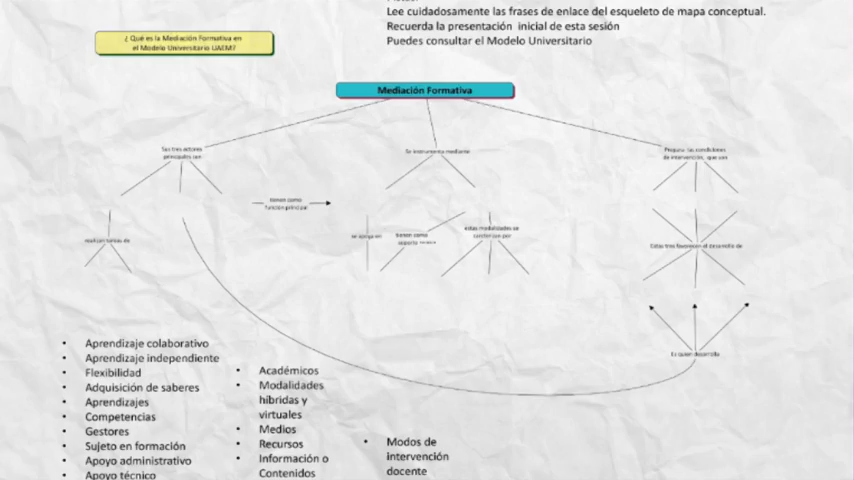 Lee cuidadosamente las frases de enlace del esqueleto de mapa conceptual.
Recuerda la presentación inicial de esta sesión
Puedes consultar el Modelo Universitario
¿ Qué es la Mediación Formativa en
el Modelo Universitario UAEM?
Mediación Formativa
Sus tres actores
principales son
Se instrumenta mediante
Prepara las condiciones
de intervención, que son
tienen como
función principal
realizan tareas de
se apoya en
tienen como
soporte
estas modalidades se
caracterizan por
Estas tres favorecen el desarrollo de
Es quien desarrolla
• Aprendizaje colaborativo
• Aprendizaje independiente
• Flexibilidad
• Adquisición de saberes
• Aprendizajes
• Competencias
• Gestores
• Sujeto en formación
• Apoyo administrativo
• Apoyo técnico
• Académicos
• Modalidades
híbridas y
virtuales
• Medios
• Recursos
• Información o
Contenidos
• Modos de
intervención
docente